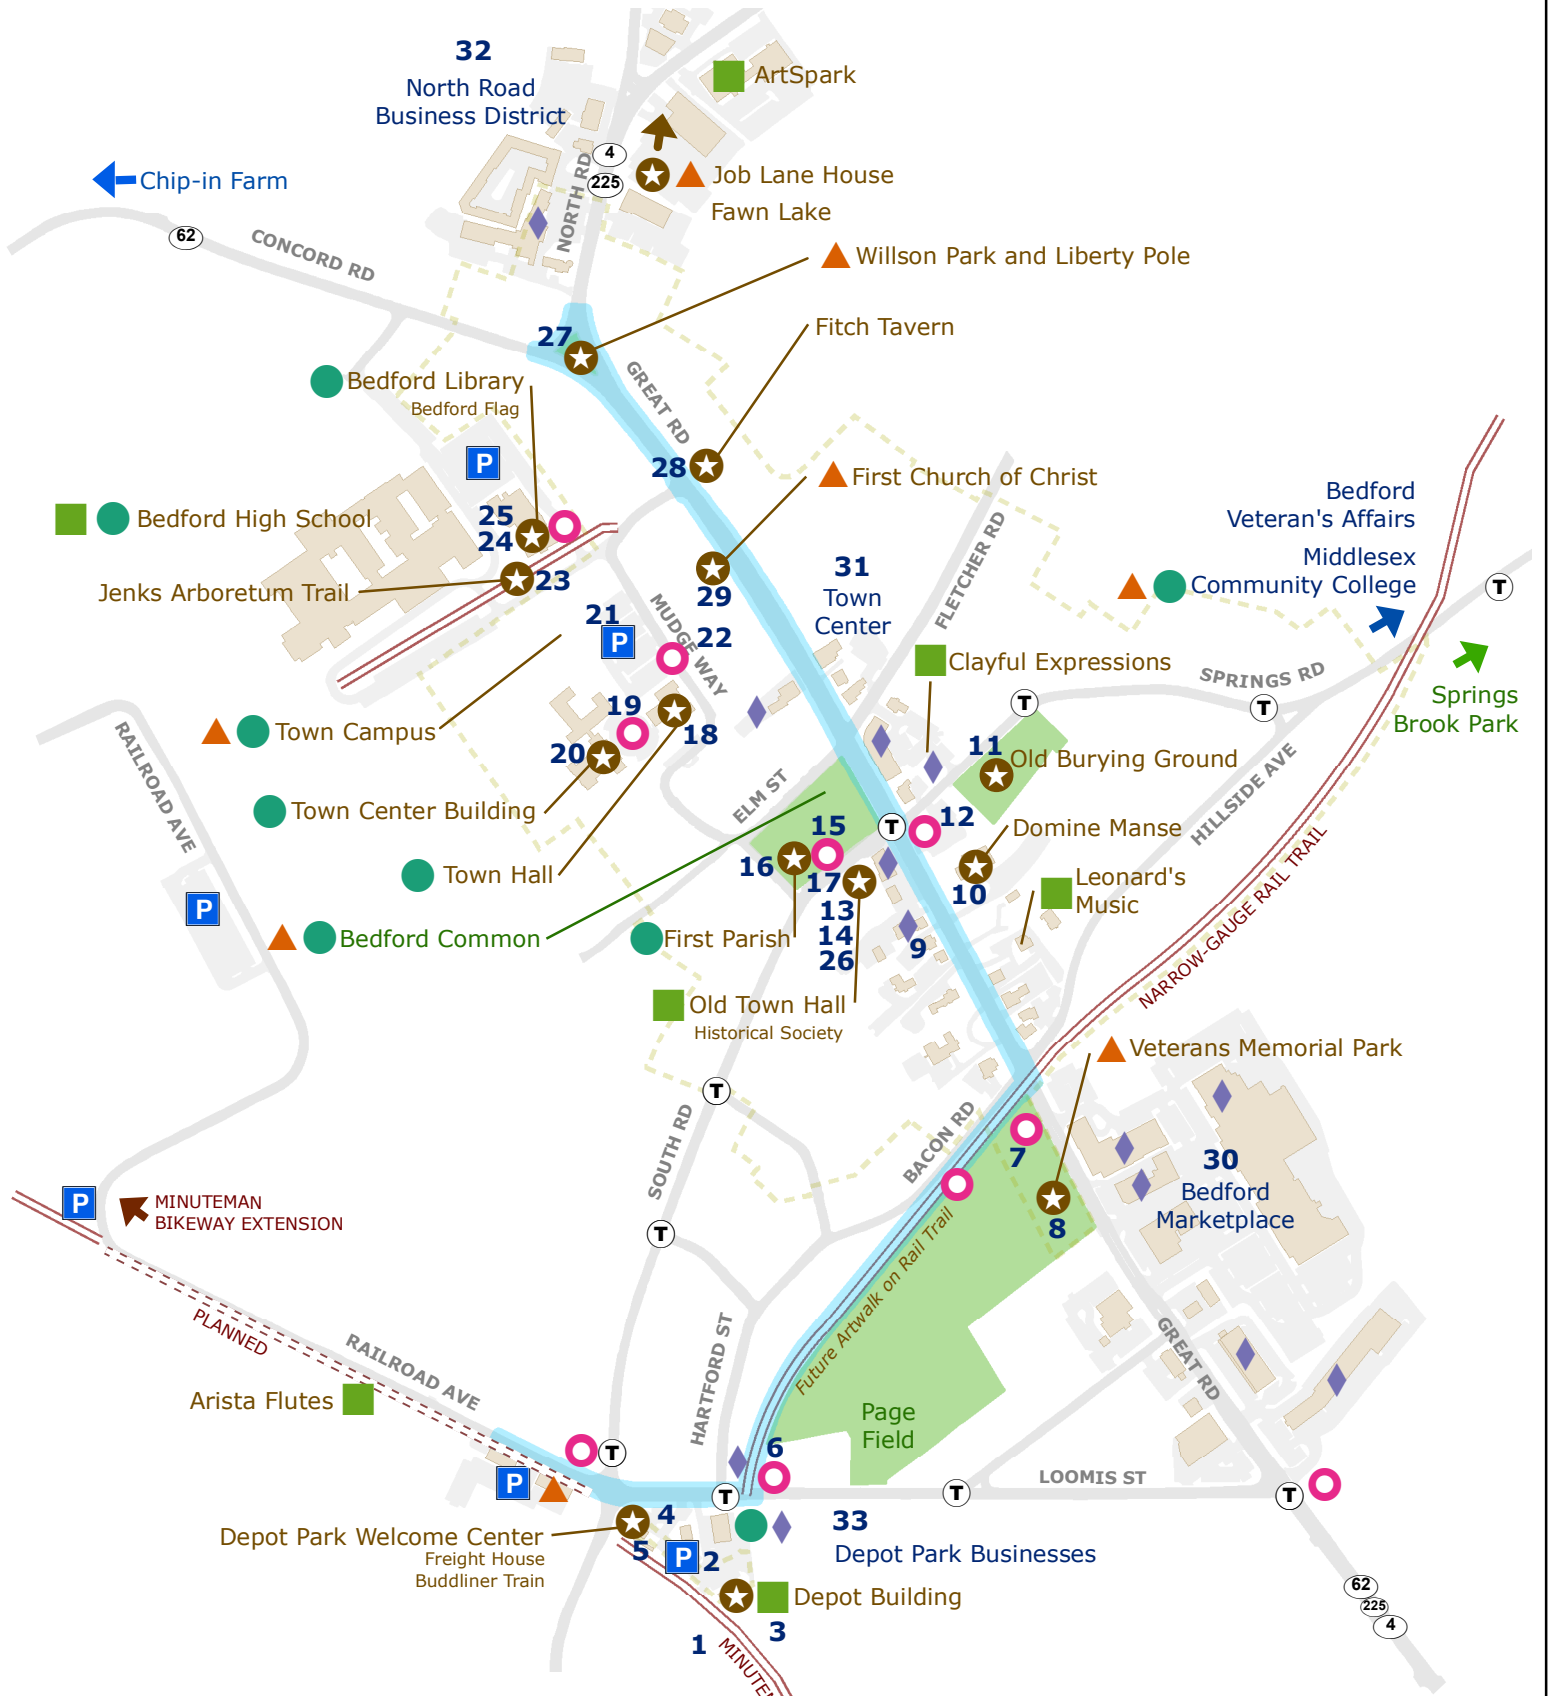 32
North Road
Business District
ArtSpark
4
225
NORTH RD
Job Lane House
Fawn Lake
Chip-in Farm
62
CONCORD RD
Willson Park and Liberty Pole
27
Fitch Tavern
GREAT RD
Bedford Library
Bedford Flag
P
28
First Church of Christ
Bedford
Veteran's Affairs
Middlesex
Community College
T
Bedford High School
25
24
23
Jenks Arboretum Trail
29
31
Town
Center
FLETCHER RD
21
P
22
MUDGE WAY
Clayful Expressions
SPRINGS RD
T
T
Springs
Brook Park
Town Campus
19
18
20
11
Old Burying Ground
RAILROAD AVE
Town Center Building
ELM ST
HILLSIDE AVE
T
12
15
Domine Manse
16
17
10
Town Hall
Leonard's
Music
P
13
14
26
9
Bedford Common
First Parish
NARROW-GAUGE RAIL TRAIL
Old Town Hall
Historical Society
Veterans Memorial Park
T
SOUTH RD
BACON RD
7
8
30
Bedford
Marketplace
P
MINUTEMAN
BIKEWAY EXTENSION
T
Future Artwalk on Rail Trail
PLANNED
RAILROAD AVE
HARTFORD ST
GREAT RD
Arista Flutes
Page
Field
T
6
P
T
T
LOOMIS ST
T
4
33
Depot Park Businesses
Depot Park Welcome Center
Freight House
Buddliner Train
5
P
2
Depot Building
3
1
MINUTEM
62
225
4